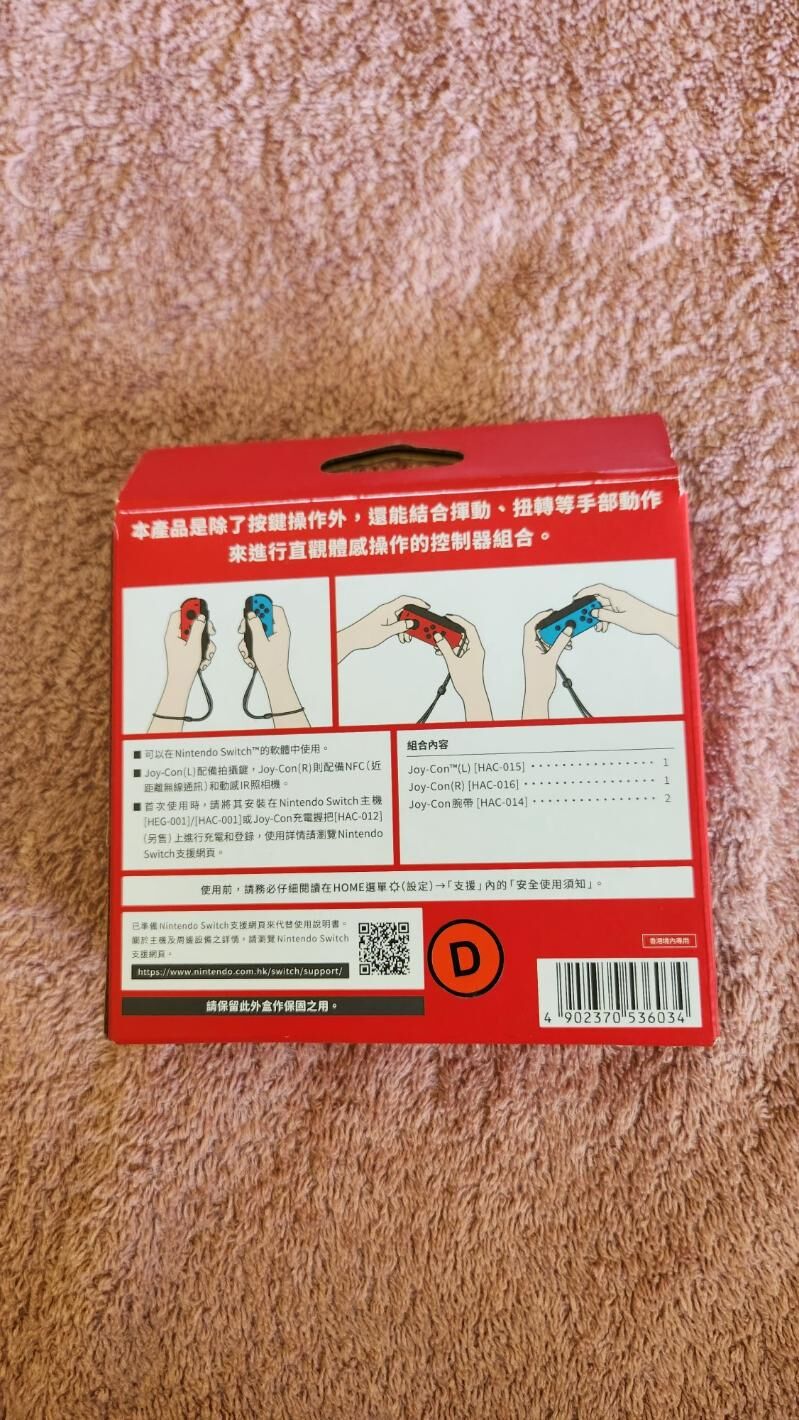 本產品是除了按鍵操作外，還能結合揮動、扭轉等手部動作
來進行直觀體感操作的控制器組合。
■ 可以在Nintendo Switch™的軟體中使用。
■ Joy-Con(L)配備拍攝鍵，Joy-Con(R)則配備NFC(近
距離無線通訊)和動感IR照相機。
■ 首次使用時，請將其安裝在Nintendo Switch主機
[HEG-001]/[HAC-001]或Joy-Con充電握把[HAC-012]
(另售)上進行充電和登錄，使用詳情請瀏覽Nintendo
Switch支援網頁。
組合內容
Joy-Con™(L) [HAC-015] ・・・・・・・・・・・・・・ 1
Joy-Con(R) [HAC-016] ・・・・・・・・・・・・・・・ 1
Joy-Con腕帶 [HAC-014] ・・・・・・・・・・・・・・ 2
使用前，請務必仔細閱讀在HOME選單(設定)→「支援」內的「安全使用須知」。
已準備Nintendo Switch支援網頁來代替使用說明書。
關於主機及周邊設備之詳情，請瀏覽Nintendo Switch
支援網頁。
https://www.nintendo.com.hk/switch/support/
請保留此外盒作保固之用。
D
香港境內專用
4 902370 536034